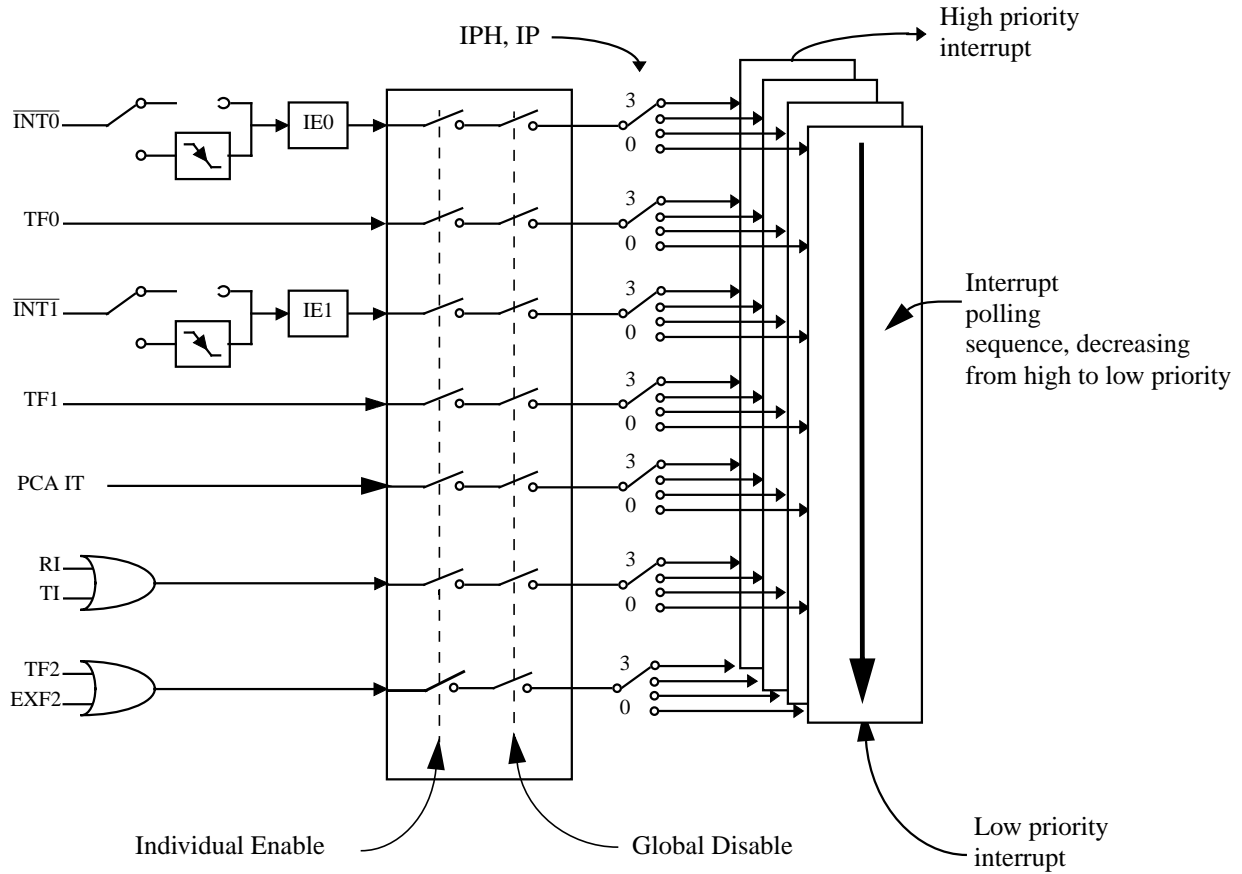 High priority
interrupt
IPH, IP
INT0
IE0
3
0
TF0
3
0
INT1
IE1
3
0
Interrupt
polling
sequence, decreasing
from high to low priority
TF1
3
0
PCA IT
3
0
RI
TI
3
0
TF2
EXF2
3
0
Individual Enable
Global Disable
Low priority
interrupt